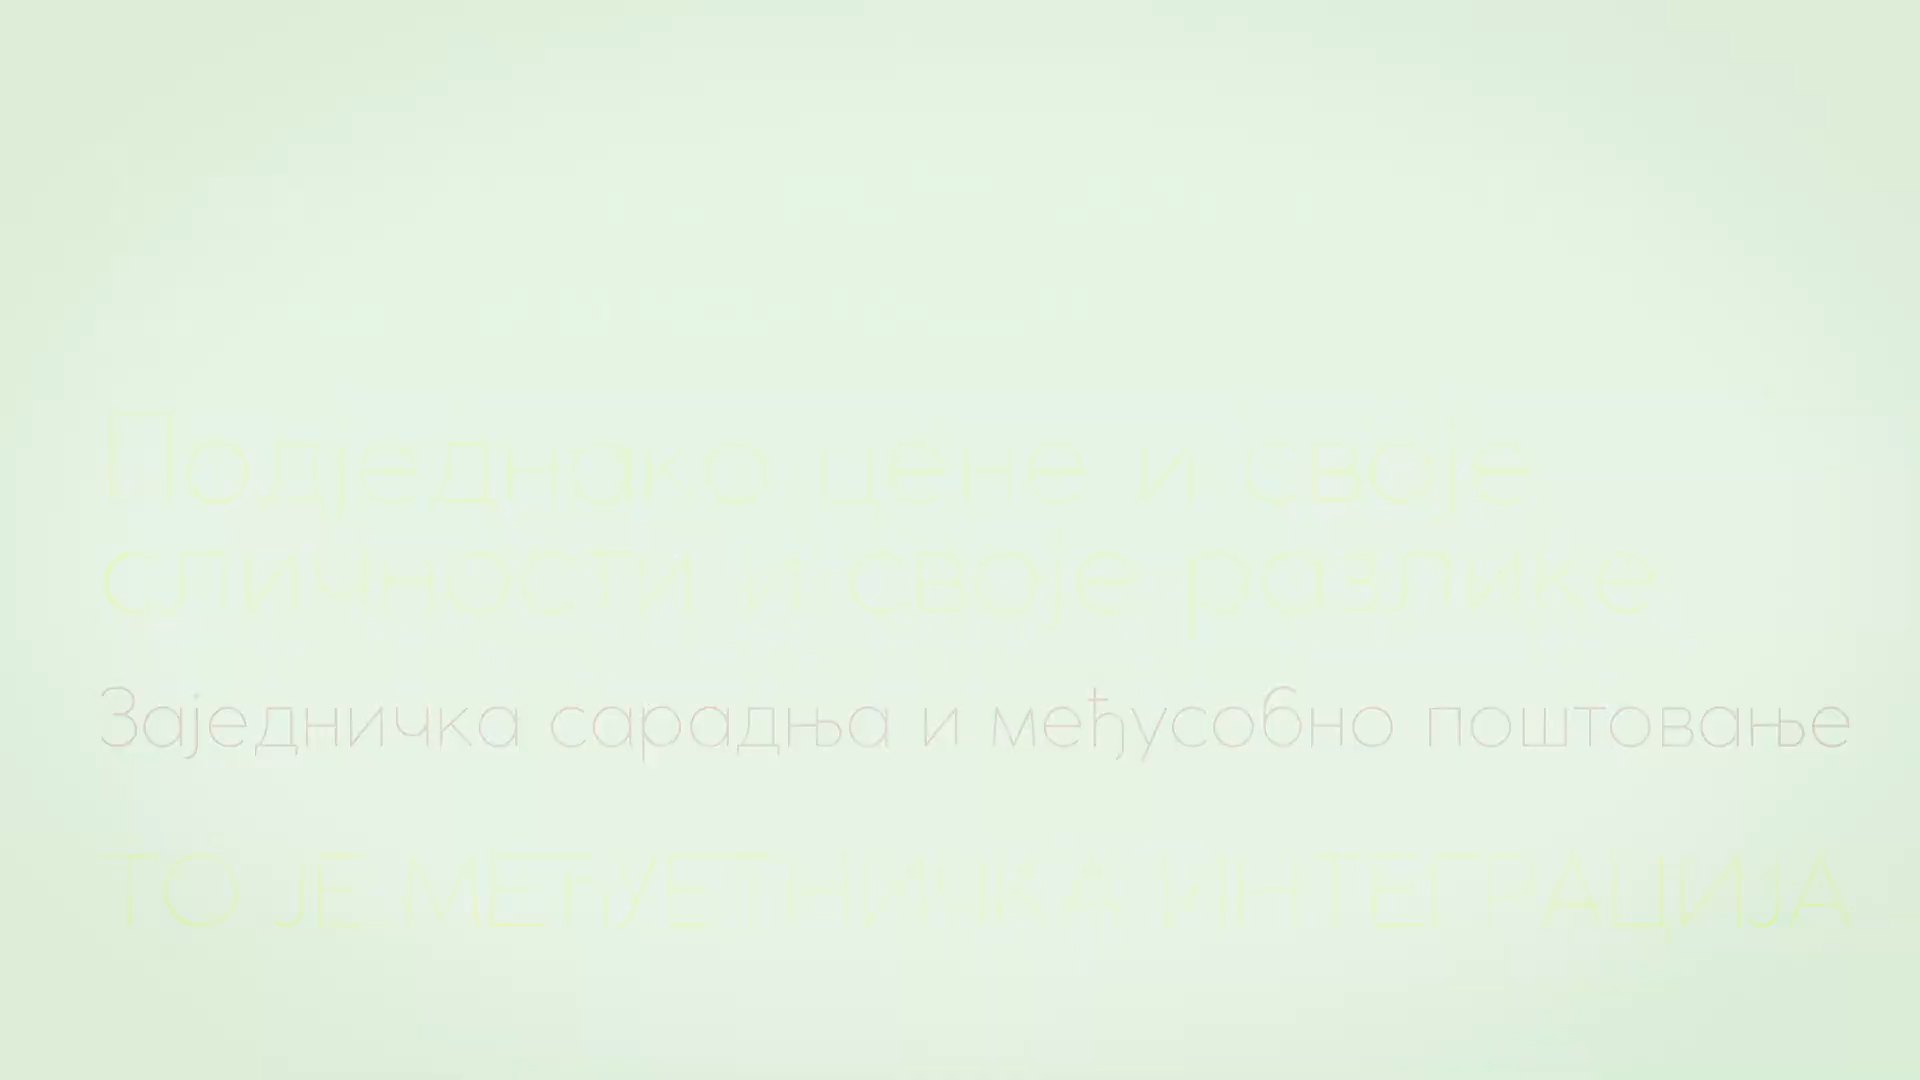 Подједнако цене и своје
сличности и своје разлике
Заједничка сарадња и међусобно поштовање
ТО ЈЕ МЕЂУЕТНИЧКА ИНТЕГРАЦИЈА